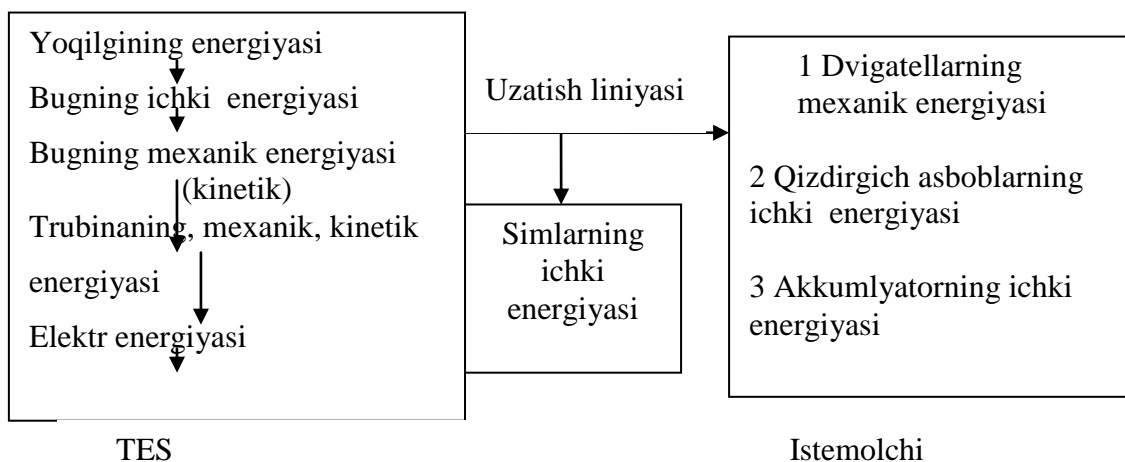 Yoqilgining energiyasi
Bugning ichki energiyasi
Bugning mexanik energiyasi
(kinetik)
Trubinaning, mexanik, kinetik
energiyasi
Elektr energiyasi
TES
Uzatish liniyasi
Simlarning
ichki
energiyasi
1 Dvigatellarning
mexanik energiyasi
2 Qizdirgich asboblarning
ichki energiyasi
3 Akkumlyatorning ichki
energiyasi
Istemolchi